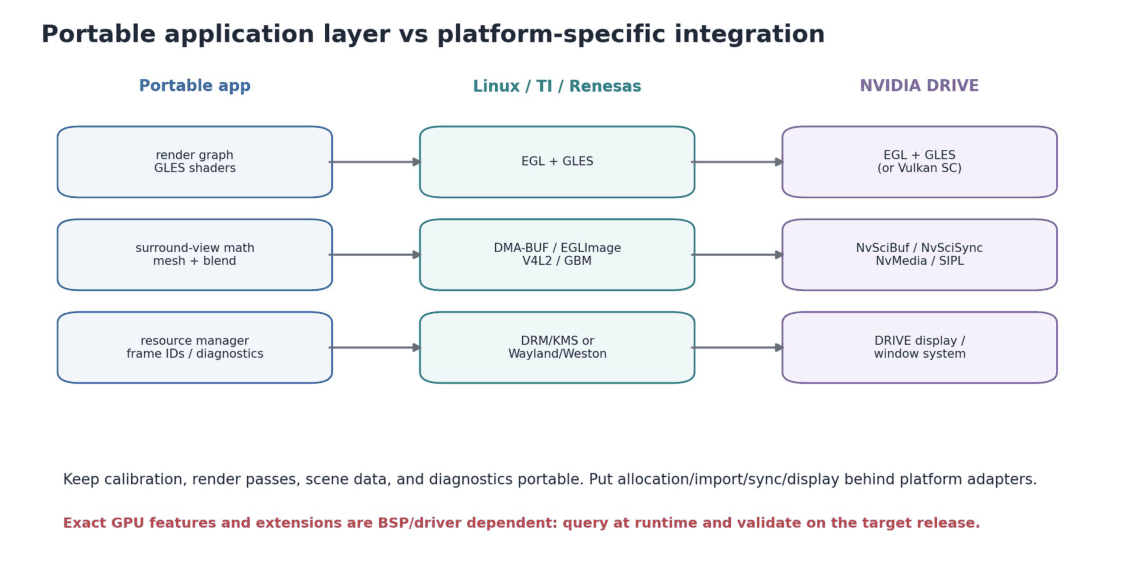 Portable application layer vs platform-specific integration
Portable app
Linux / TI / Renesas
NVIDIA DRIVE
render graph
GLES shaders
EGL + GLES
EGL + GLES
(or Vulkan SC)
surround-view math
mesh + blend
DMA-BUF / EGLImage
V4L2 / GBM
NvSciBuf / NvSciSync
NvMedia / SIPL
resource manager
frame IDs / diagnostics
DRM/KMS or
Wayland/Weston
DRIVE display /
window system
Keep calibration, render passes, scene data, and diagnostics portable. Put allocation/import/sync/display behind platform adapters.
Exact GPU features and extensions are BSP/driver dependent: query at runtime and validate on the target release.